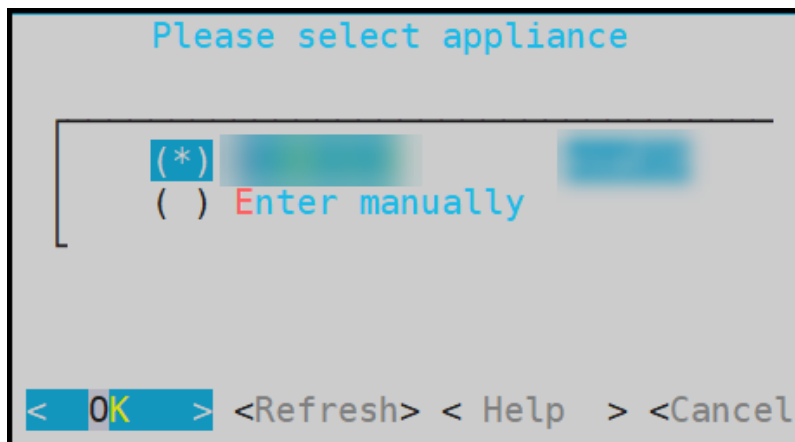 Please select appliance
(*)
( ) Enter manually
< OK > <Refresh> < Help > <Cancel